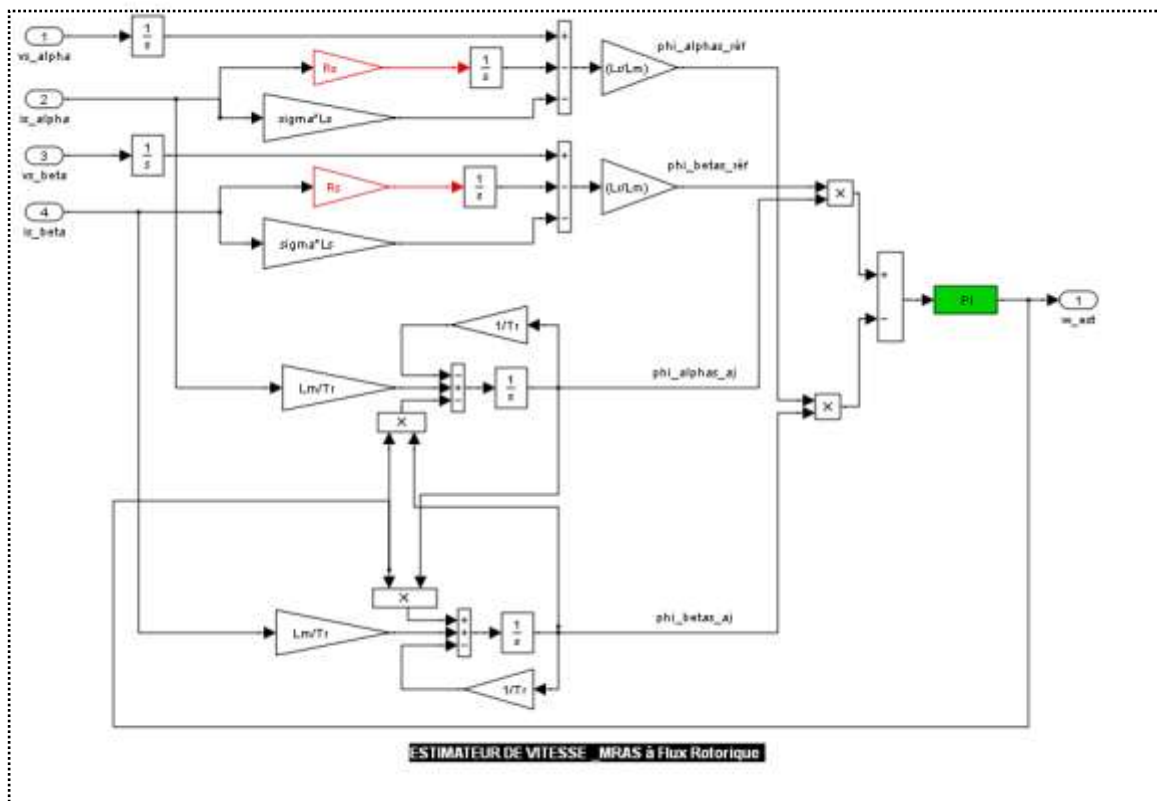 1
vs_alpha
1
s
phi_alphas_réf
Rs
1
s
(Lr/Lm)
2
is_alpha
sigma*Ls
3
vs_beta
1
s
phi_betas_réf
Rs
1
s
(Lr/Lm)
4
is_beta
sigma*Ls
×
PI
1
w_est
1/Tr
Lm/Tr
1
s
phi_alphas_aj
×
×
×
Lm/Tr
1
s
phi_betas_aj
1/Tr
ESTIMATEUR DE VITESSE _MRAS à Flux Rotorique